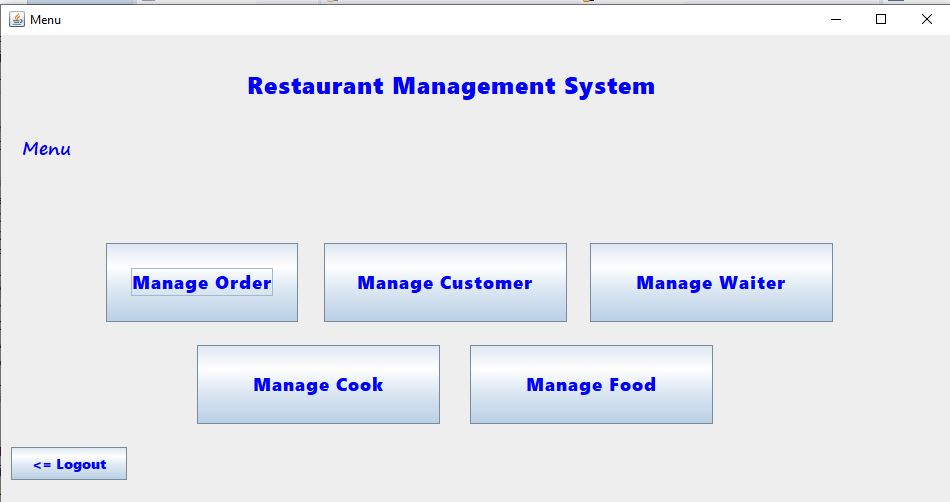 Menu
Restaurant Management System
Menu
Manage Order
Manage Customer
Manage Waiter
Manage Cook
Manage Food
<= Logout